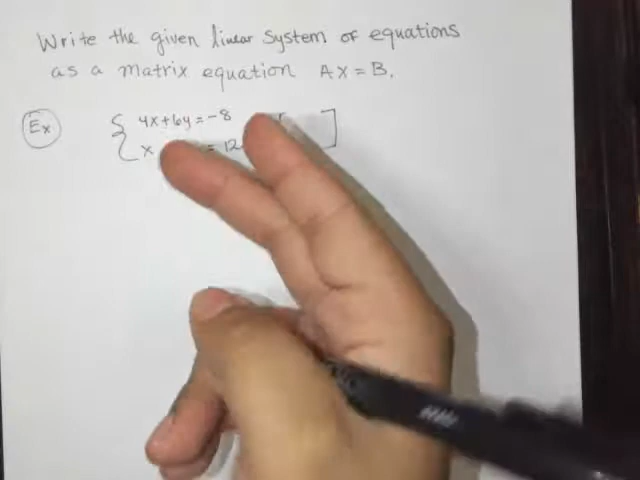 Write the given linear system of equations
as a matrix equation AX=B.
Ex
{ 4x+6y=-8 [ ]
x = 12